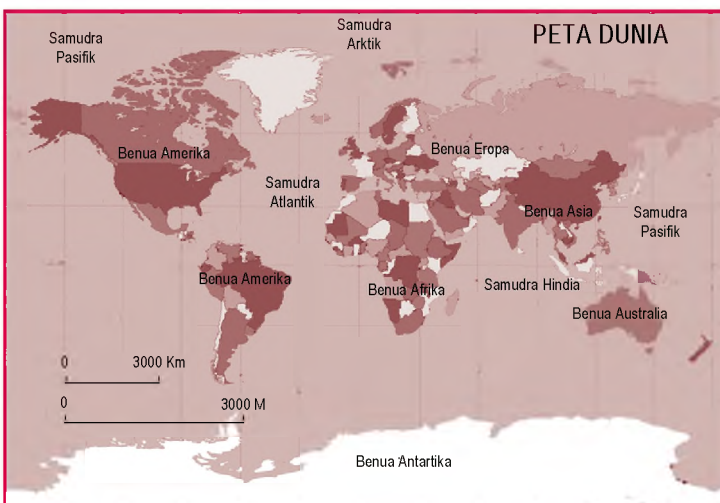 PETA DUNIA
Samudra
Arktik
Samudra
Pasifik
Benua Amerika
Benua Eropa
Samudra
Atlantik
Benua Asia
Samudra
Pasifik
Benua Amerika
Benua Afrika
Samudra Hindia
Benua Australia
0 3000 Km
0 3000 M
Benua Antartika